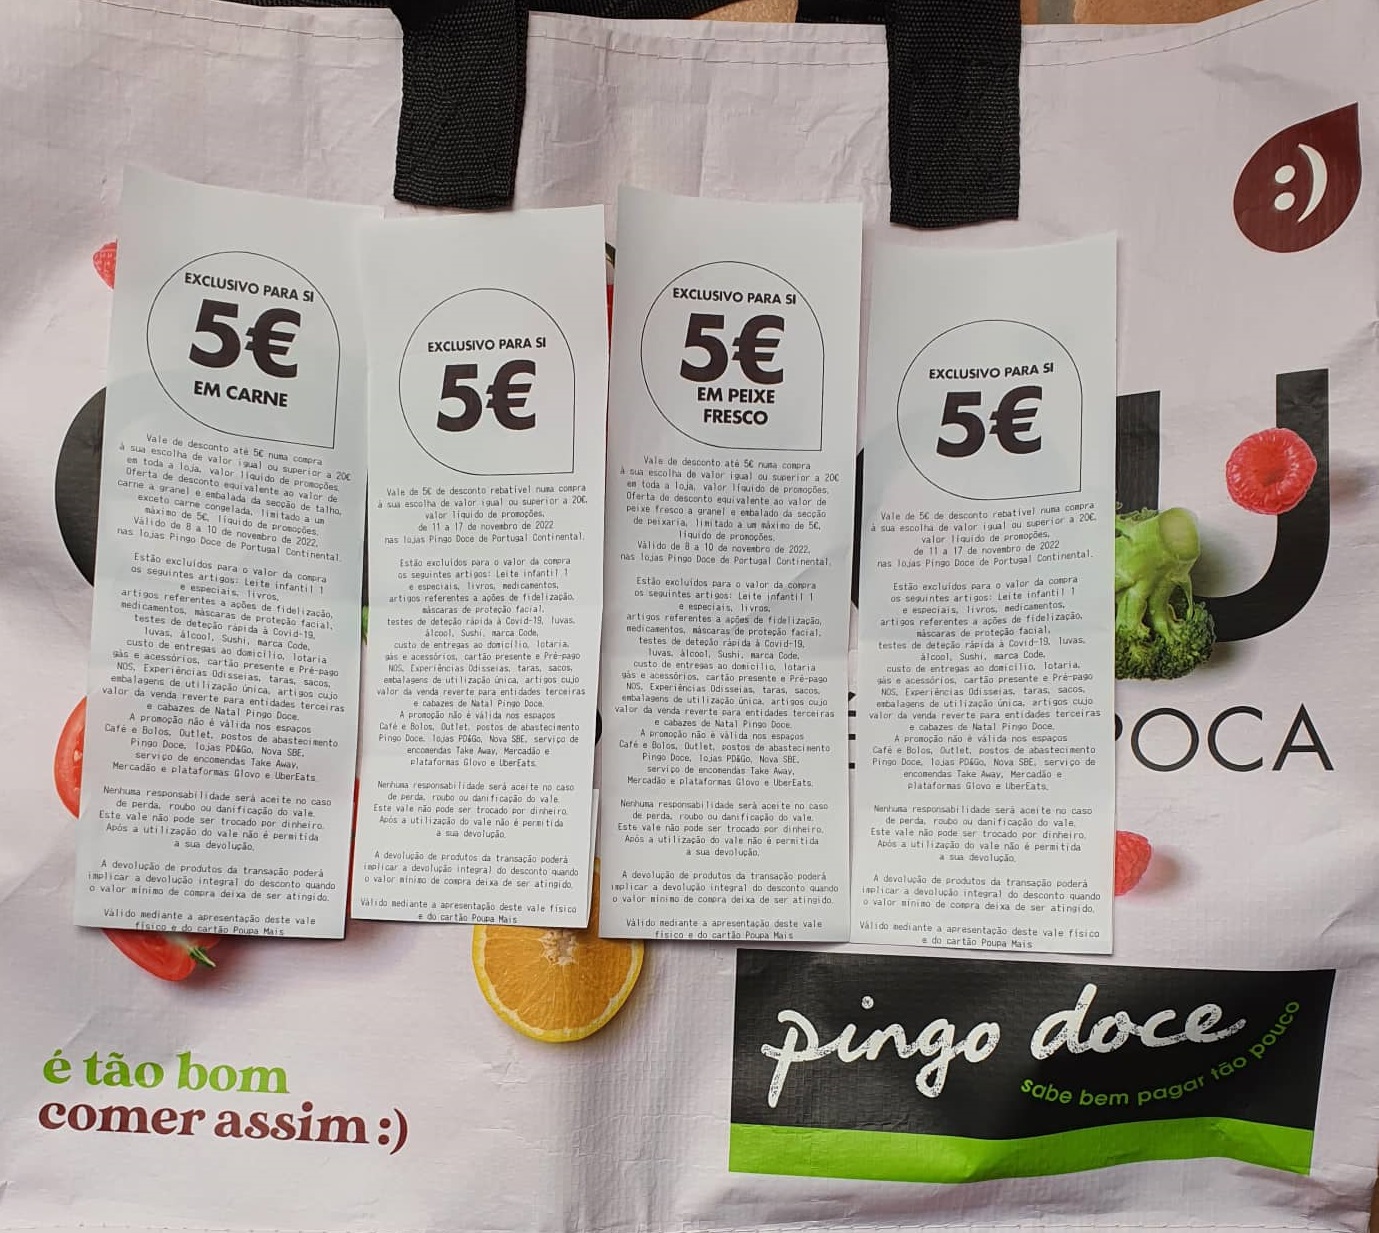 EXCLUSIVO PARA SI
5€
EM CARNE
Vale de desconto até 5€ numa compra
à sua escolha de valor igual ou superior a 20€
em toda a loja, valor líquido de promoções.
Oferta de desconto equivalente ao valor de
carne a granel e embalada da secção de talho,
exceto carne congelada, limitado a um
máximo de 5€, líquido de promoções.
Válido de 8 a 10 de novembro de 2022,
nas lojas Pingo Doce de Portugal Continental.
Estão excluídos para o valor da compra
os seguintes artigos: Leite infantil 1
e especiais, livros,
artigos referentes a ações de fidelização,
medicamentos, máscaras de proteção facial,
testes de deteção rápida à Covid-19,
luvas, álcool, Sushi, marca Code,
custo de entregas ao domicílio, lotaria
gás e acessórios, cartão presente e Pré-pago
NOS, Experiências Odisseias, taras, sacos,
embalagens de utilização única, artigos cujo
valor da venda reverte para entidades terceiras
e cabazes de Natal Pingo Doce.
A promoção não é válida nos espaços
Café e Bolos, Outlet, postos de abastecimento
Pingo Doce, lojas PD&Go, Nova SBE,
serviço de encomendas Take Away,
Mercadão e plataformas Glovo e UberEats.
Nenhuma responsabilidade será aceite no caso
de perda, roubo ou danificação do vale.
Este vale não pode ser trocado por dinheiro.
Após a utilização do vale não é permitida
a sua devolução.
A devolução de produtos da transação poderá
implicar a devolução integral do desconto quando
o valor mínimo de compra deixa de ser atingido.
Válido mediante a apresentação deste vale
físico e do cartão Poupa Mais
EXCLUSIVO PARA SI
5€
Vale de 5€ de desconto rebatível numa compra
à sua escolha de valor igual ou superior a 20€,
valor líquido de promoções,
de 11 a 17 de novembro de 2022
nas lojas Pingo Doce de Portugal Continental.
Estão excluídos para o valor da compra
os seguintes artigos: Leite infantil 1
e especiais, livros, medicamentos,
artigos referentes a ações de fidelização,
máscaras de proteção facial,
testes de deteção rápida à Covid-19, luvas,
álcool, Sushi, marca Code,
custo de entregas ao domicílio, lotaria,
gás e acessórios, cartão presente e Pré-pago
NOS, Experiências Odisseias, taras, sacos,
embalagens de utilização única, artigos cujo
valor da venda reverte para entidades terceiras
e cabazes de Natal Pingo Doce.
A promoção não é válida nos espaços
Café e Bolos, Outlet, postos de abastecimento
Pingo Doce, lojas PD&Go, Nova SBE, serviço de
encomendas Take Away, Mercadão e
plataformas Glovo e UberEats.
Nenhuma responsabilidade será aceite no caso
de perda, roubo ou danificação do vale.
Este vale não pode ser trocado por dinheiro.
Após a utilização do vale não é permitida
a sua devolução.
A devolução de produtos da transação poderá
implicar a devolução integral do desconto quando
o valor mínimo de compra deixa de ser atingido.
Válido mediante a apresentação deste vale físico
e do cartão Poupa Mais
EXCLUSIVO PARA SI
5€
EM PEIXE
FRESCO
Vale de desconto até 5€ numa compra
à sua escolha de valor igual ou superior a 20€
em toda a loja, valor líquido de promoções.
Oferta de desconto equivalente ao valor de
peixe fresco a granel e embalado da secção
de peixaria, limitado a um máximo de 5€,
líquido de promoções.
Válido de 8 a 10 de novembro de 2022,
nas lojas Pingo Doce de Portugal Continental.
Estão excluídos para o valor da compra
os seguintes artigos: Leite infantil 1
e especiais, livros,
artigos referentes a ações de fidelização,
medicamentos, máscaras de proteção facial,
testes de deteção rápida à Covid-19,
luvas, álcool, Sushi, marca Code,
custo de entregas ao domicílio, lotaria
gás e acessórios, cartão presente e Pré-pago
NOS, Experiências Odisseias, taras, sacos,
embalagens de utilização única, artigos cujo
valor da venda reverte para entidades terceiras
e cabazes de Natal Pingo Doce.
A promoção não é válida nos espaços
Café e Bolos, Outlet, postos de abastecimento
Pingo Doce, lojas PD&Go, Nova SBE,
serviço de encomendas Take Away,
Mercadão e plataformas Glovo e UberEats.
Nenhuma responsabilidade será aceite no caso
de perda, roubo ou danificação do vale.
Este vale não pode ser trocado por dinheiro.
Após a utilização do vale não é permitida
a sua devolução.
A devolução de produtos da transação poderá
implicar a devolução integral do desconto quando
o valor mínimo de compra deixa de ser atingido.
Válido mediante a apresentação deste vale
físico e do cartão Poupa Mais
EXCLUSIVO PARA SI
5€
Vale de 5€ de desconto rebatível numa compra
à sua escolha de valor igual ou superior a 20€,
valor líquido de promoções,
de 11 a 17 de novembro de 2022
nas lojas Pingo Doce de Portugal Continental.
Estão excluídos para o valor da compra
os seguintes artigos: Leite infantil 1
e especiais, livros, medicamentos,
artigos referentes a ações de fidelização,
máscaras de proteção facial,
testes de deteção rápida à Covid-19, luvas,
álcool, Sushi, marca Code,
custo de entregas ao domicílio, lotaria,
gás e acessórios, cartão presente e Pré-pago
NOS, Experiências Odisseias, taras, sacos,
embalagens de utilização única, artigos cujo
valor da venda reverte para entidades terceiras
e cabazes de Natal Pingo Doce.
A promoção não é válida nos espaços
Café e Bolos, Outlet, postos de abastecimento
Pingo Doce, lojas PD&Go, Nova SBE, serviço de
encomendas Take Away, Mercadão e
plataformas Glovo e UberEats.
Nenhuma responsabilidade será aceite no caso
de perda, roubo ou danificação do vale.
Este vale não pode ser trocado por dinheiro.
Após a utilização do vale não é permitida
a sua devolução.
A devolução de produtos da transação poderá
implicar a devolução integral do desconto quando
o valor mínimo de compra deixa de ser atingido.
Válido mediante a apresentação deste vale físico
e do cartão Poupa Mais
:)
POCA
é tão bom
comer assim :)
pingo doce
sabe bem pagar tão pouco